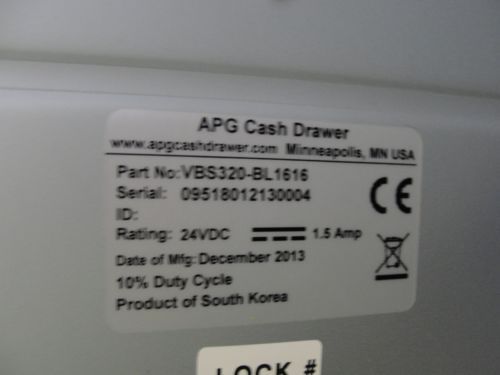 APG Cash Drawer
www.apgcashdrawer.com Minneapolis, MN USA
Part No: VBS320-BL1616
Serial: 09518012130004
ID:
Rating: 24VDC 1.5 Amp
Date of Mfg: December 2013
10% Duty Cycle
Product of South Korea
CE
LOCK #